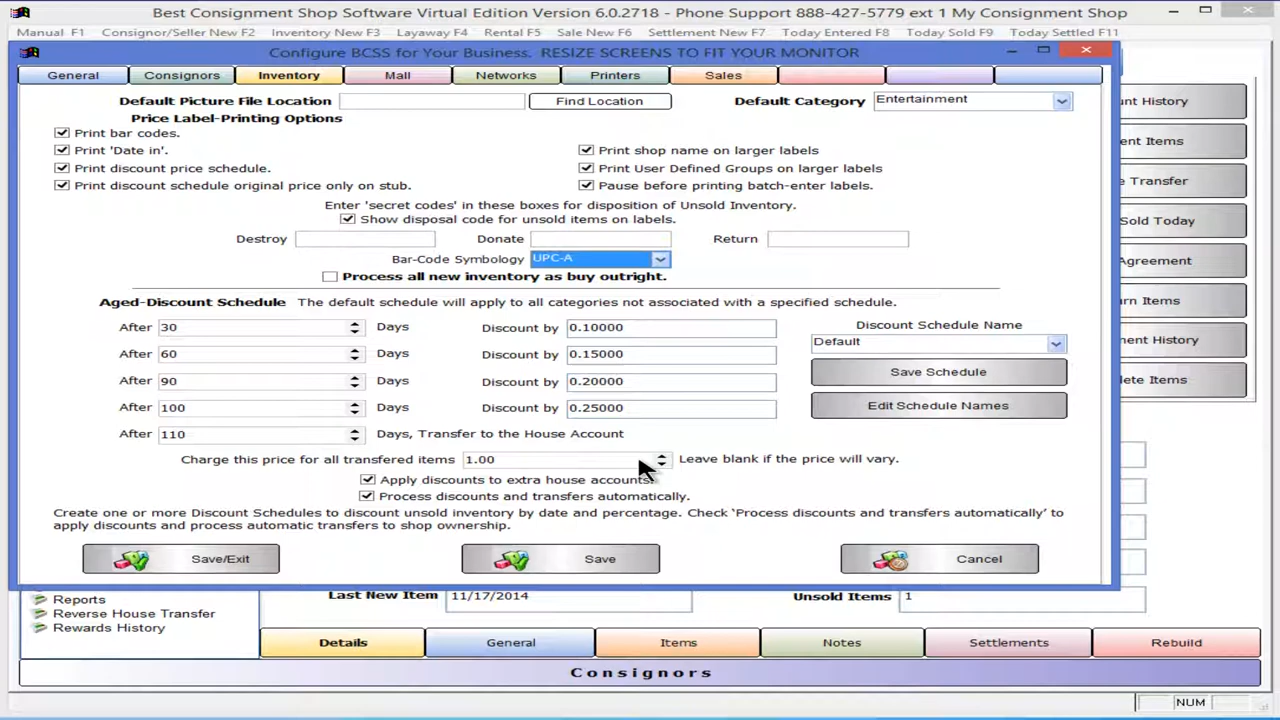 Best Consignment Shop Software Virtual Edition Version 6.0.2718 - Phone Support 888-427-5779 ext 1 My Consignment Shop
Manual F1 Consignor/Seller New F2 Inventory New F3 Layaway F4 Rental F5 Sale New F6 Settlement New F7 Today Entered F8 Today Sold F9 Today Settled F11
Configure BCSS for Your Business. RESIZE SCREENS TO FIT YOUR MONITOR
General Consignors Inventory Mall Networks Printers Sales
Default Picture File Location Find Location Default Category Entertainment
Price Label-Printing Options
Print bar codes.
Print 'Date in'. Print shop name on larger labels
Print discount price schedule. Print User Defined Groups on larger labels
Print discount schedule original price only on stub. Pause before printing batch-enter labels.
Enter 'secret codes' in these boxes for disposition of Unsold Inventory.
Show disposal code for unsold items on labels.
Destroy Donate Return
Bar-Code Symbology UPC-A
Process all new inventory as buy outright.
Aged-Discount Schedule The default schedule will apply to all categories not associated with a specified schedule.
After 30 Days Discount by 0.10000 Discount Schedule Name
After 60 Days Discount by 0.15000 Default
After 90 Days Discount by 0.20000 Save Schedule
After 100 Days Discount by 0.25000 Edit Schedule Names
After 110 Days, Transfer to the House Account
Charge this price for all transfered items 1.00 Leave blank if the price will vary.
Apply discounts to extra house accounts.
Process discounts and transfers automatically.
Create one or more Discount Schedules to discount unsold inventory by date and percentage. Check 'Process discounts and transfers automatically' to
apply discounts and process automatic transfers to shop ownership.
Save/Exit Save Cancel
History
Items
Transfer
Sold Today
Agreement
Items
History
Items
Reports Last New Item 11/17/2014 Unsold Items 1
Reverse House Transfer
Rewards History
Details General Items Notes Settlements Rebuild
Consignors
NUM